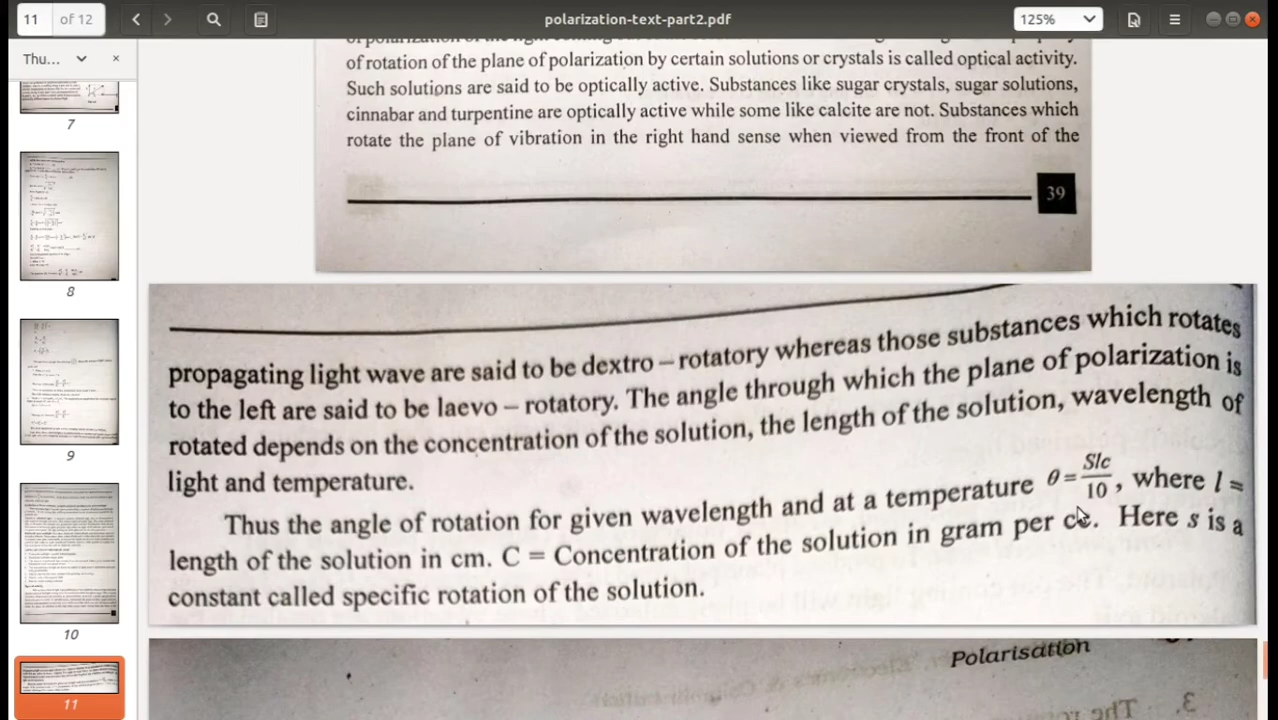 11 of 12
polarization-text-part2.pdf
125%
Thu...
of rotation of the plane of polarization by certain solutions or crystals is called optical activity.
Such solutions are said to be optically active. Substances like sugar crystals, sugar solutions,
cinnabar and turpentine are optically active while some like calcite are not. Substances which
rotate the plane of vibration in the right hand sense when viewed from the front of the
39
propagating light wave are said to be dextro – rotatory whereas those substances which rotates
to the left are said to be laevo – rotatory. The angle through which the plane of polarization is
rotated depends on the concentration of the solution, the length of the solution, wavelength of
light and temperature.
Thus the angle of rotation for given wavelength and at a temperature θ = Slc/10, where l =
length of the solution in cm. C = Concentration of the solution in gram per cc. Here s is a
constant called specific rotation of the solution.
Polarisation
7
8
9
10
11